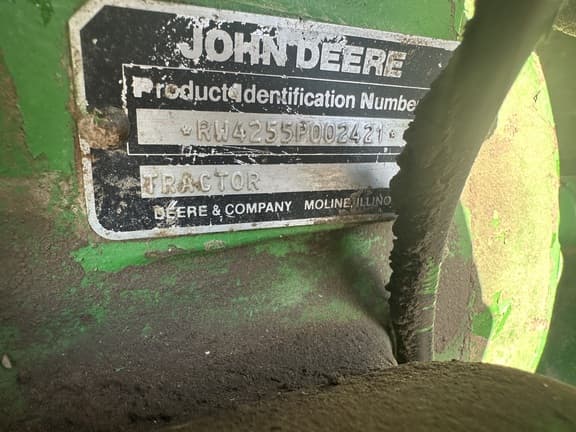 JOHN DEERE
Product Identification Number
*RW4255P002421*
TRACTOR
DEERE & COMPANY MOLINE, ILLINO